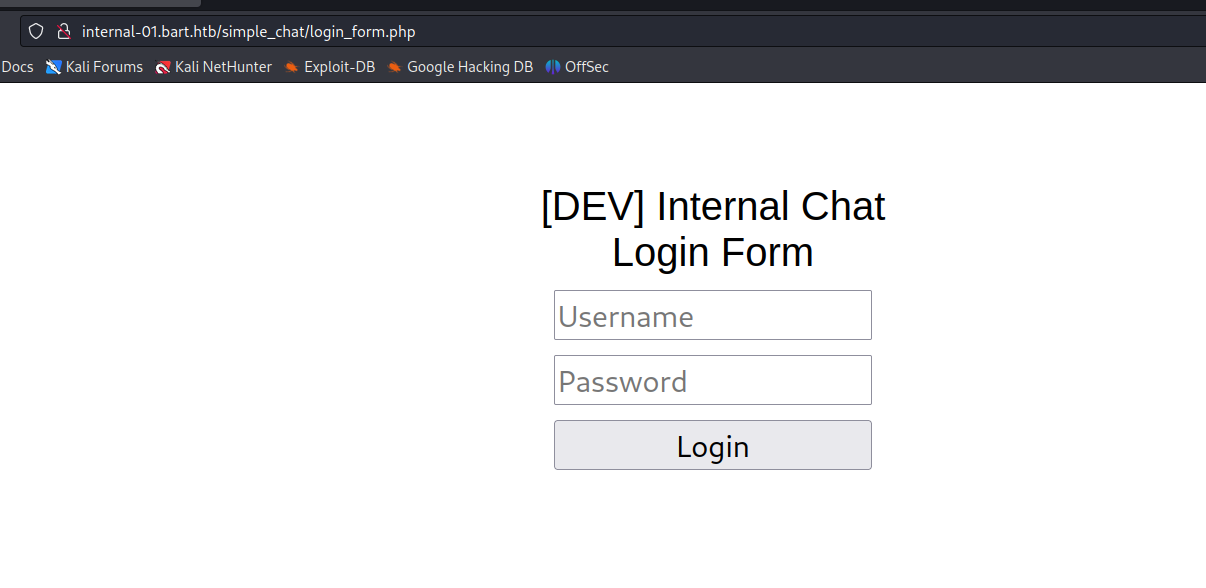 internal-01.bart.htb/simple_chat/login_form.php
Docs Kali Forums Kali NetHunter Exploit-DB Google Hacking DB OffSec
[DEV] Internal Chat
Login Form
Username
Password
Login